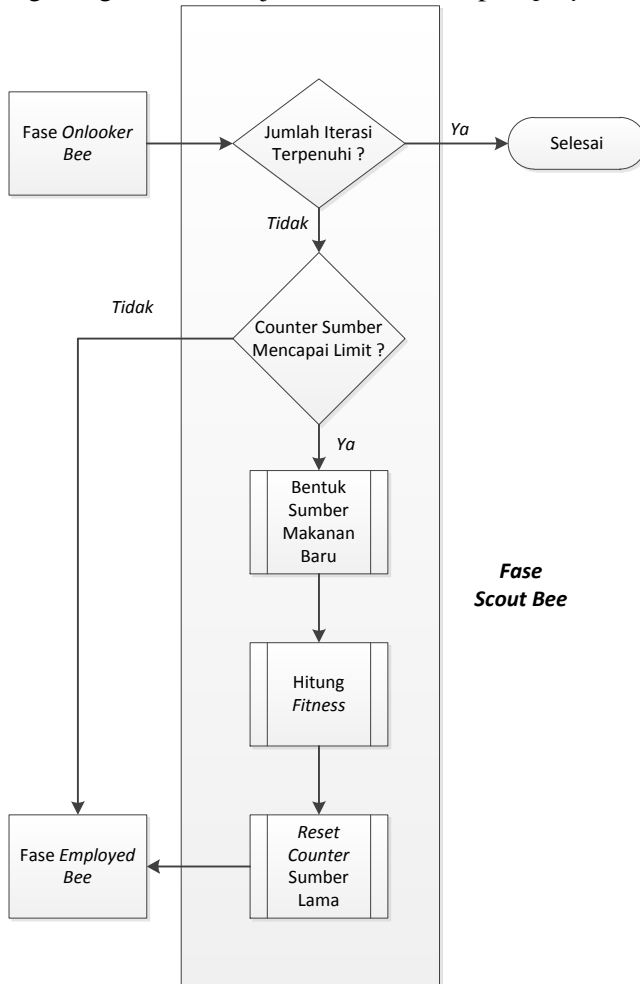 Fase Onlooker
Bee
Jumlah Iterasi
Terpenuhi ?
Ya
Selesai
Tidak
Tidak
Counter Sumber
Mencapai Limit ?
Ya
Bentuk
Sumber
Makanan
Baru
Fase
Scout Bee
Hitung
Fitness
Fase Employed
Bee
Reset
Counter
Sumber
Lama